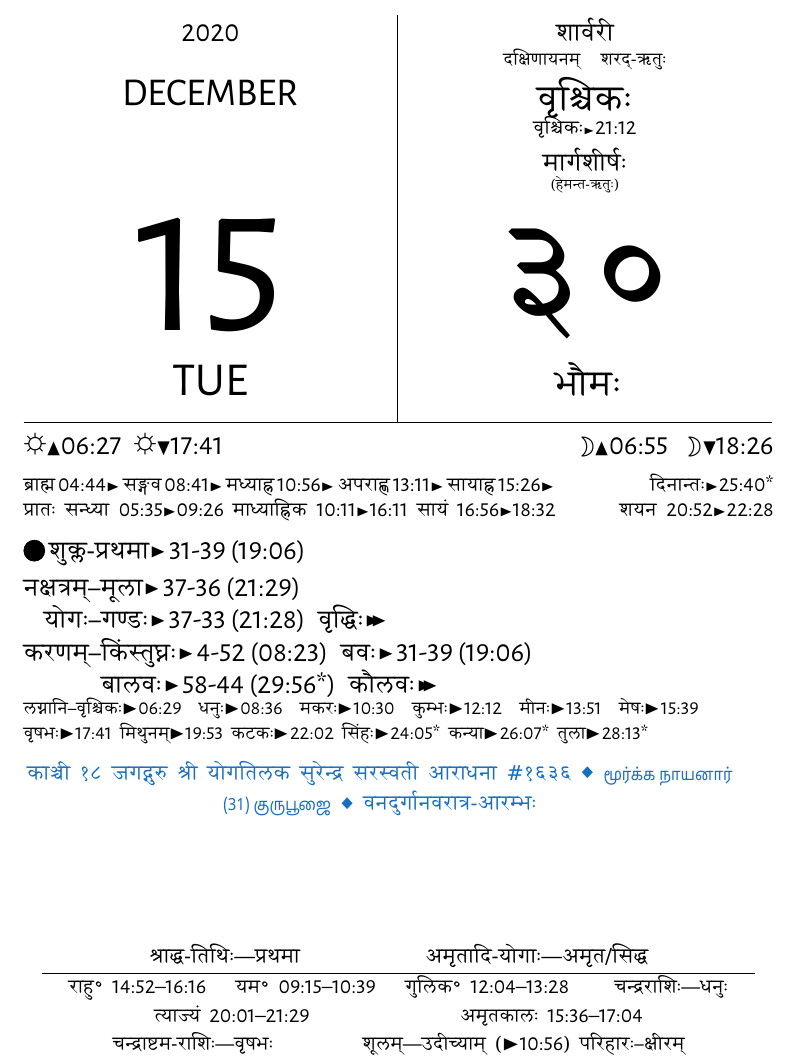 2020
DECEMBER
15
TUE
शार्वरी
दक्षिणायनम् शरद्-ऋतुः
वृश्चिकः
वृश्चिकः►21:12
मार्गशीर्षः
(हेमन्त-ऋतुः)
३०
भौमः
☼▲06:27 ☼▼17:41 ☽▲06:55 ☽▼18:26
ब्राह्म 04:44► सङ्गव 08:41► मध्याह्न 10:56► अपराह्ण 13:11► सायाह्न 15:26► दिनान्तः►25:40*
प्रातः सन्ध्या 05:35►09:26 माध्याह्निक 10:11►16:11 सायं 16:56►18:32 शयन 20:52►22:28
●शुक्ल-प्रथमा► 31-39 (19:06)
नक्षत्रम्–मूला► 37-36 (21:29)
योगः–गण्डः► 37-33 (21:28) वृद्धिः►►
करणम्–किंस्तुघ्नः► 4-52 (08:23) बवः► 31-39 (19:06)
बालवः► 58-44 (29:56*) कौलवः►►
लग्नानि–वृश्चिकः►06:29 धनुः►08:36 मकरः►10:30 कुम्भः►12:12 मीनः►13:51 मेषः►15:39
वृषभः►17:41 मिथुनम्►19:53 कटकः►22:02 सिंहः►24:05* कन्या►26:07* तुला►28:13*
काञ्ची १८ जगद्गुरु श्री योगतिलक सुरेन्द्र सरस्वती आराधना #१६३६ ◆ மூர்க்க நாயனார்
(31) குருபூஜை ◆ वनदुर्गानवरात्र-आरम्भः
श्राद्ध-तिथिः—प्रथमा अमृतादि-योगाः—अमृत/सिद्ध
राहु॰ 14:52–16:16 यम॰ 09:15–10:39 गुलिक॰ 12:04–13:28 चन्द्रराशिः—धनुः
त्याज्यं 20:01–21:29 अमृतकालः 15:36–17:04
चन्द्राष्टम-राशिः—वृषभः शूलम्—उदीच्याम् (►10:56) परिहारः–क्षीरम्